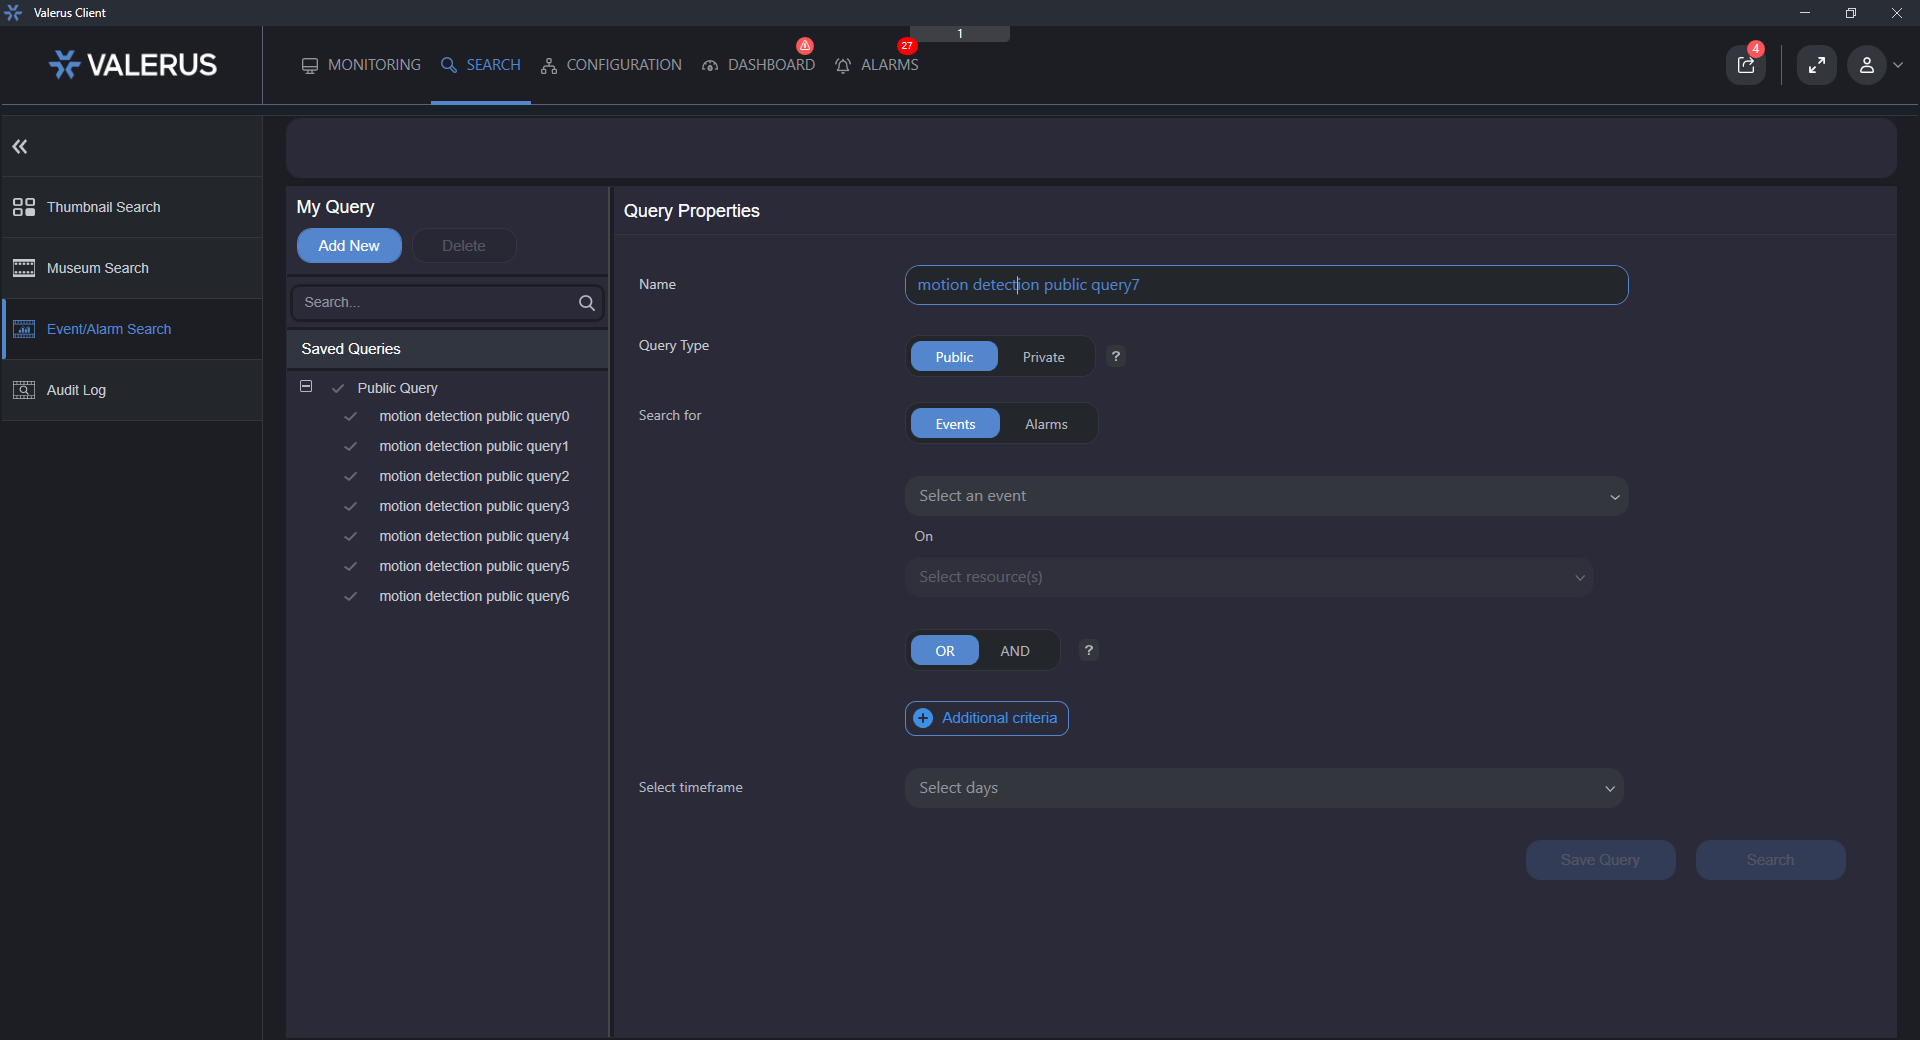 Valerus Client
VALERUS
MONITORING
SEARCH
CONFIGURATION
DASHBOARD
27
ALARMS
1
4
Thumbnail Search
Museum Search
Event/Alarm Search
Audit Log
My Query
Add New
Delete
Search...
Saved Queries
Public Query
motion detection public query0
motion detection public query1
motion detection public query2
motion detection public query3
motion detection public query4
motion detection public query5
motion detection public query6
Query Properties
Name
motion detection public query7
Query Type
Public
Private
?
Search for
Events
Alarms
Select an event
On
Select resource(s)
OR
AND
?
Additional criteria
Select timeframe
Select days
Save Query
Search